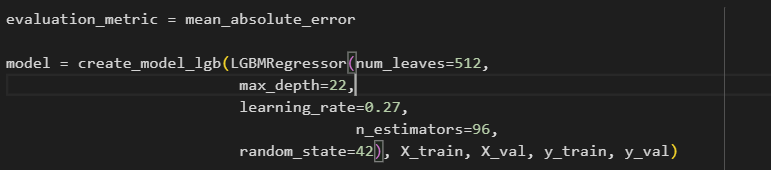 evaluation_metric = mean_absolute_error
model = create_model_lgb(LGBMRegressor(num_leaves=512,
max_depth=22,
learning_rate=0.27,
n_estimators=96,
random_state=42), X_train, X_val, y_train, y_val)